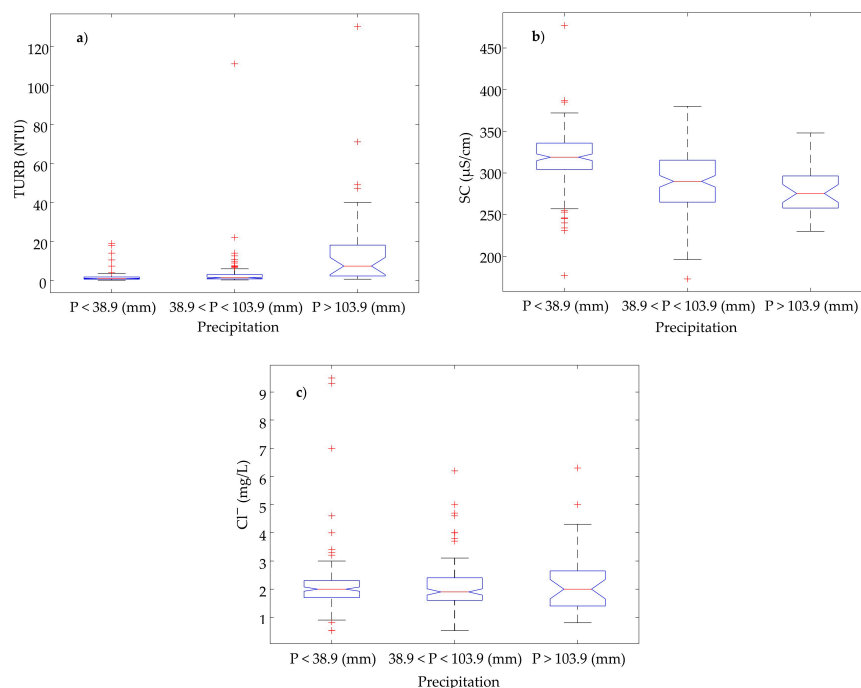 a)
120
100
80
60
40
20
0
TURB (NTU)
P < 38.9 (mm) 38.9 < P < 103.9 (mm) P > 103.9 (mm)
Precipitation
b)
450
400
350
300
250
200
SC (µS/cm)
P < 38.9 (mm) 38.9 < P < 103.9 (mm) P > 103.9 (mm)
Precipitation
c)
9
8
7
6
5
4
3
2
1
Cl⁻ (mg/L)
P < 38.9 (mm) 38.9 < P < 103.9 (mm) P > 103.9 (mm)
Precipitation